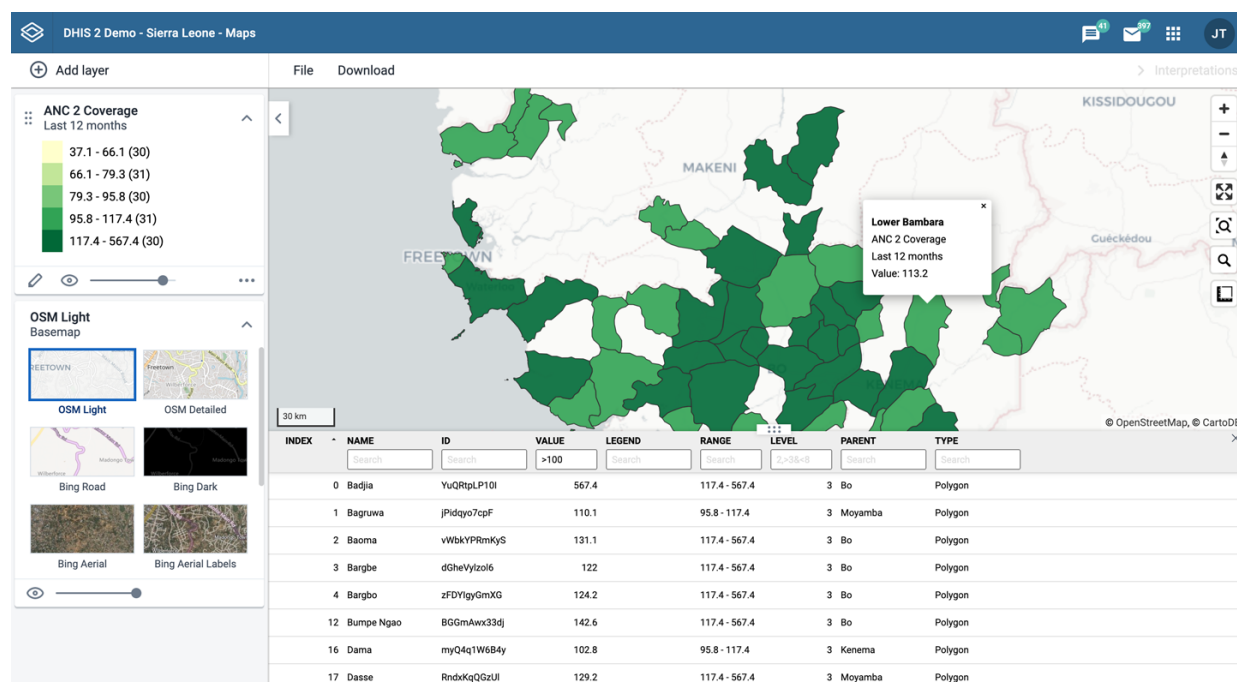 DHIS 2 Demo - Sierra Leone - Maps
41
397
JT
Add layer
File Download
Interpretations
ANC 2 Coverage
Last 12 months
37.1 - 66.1 (30)
66.1 - 79.3 (31)
79.3 - 95.8 (30)
95.8 - 117.4 (31)
117.4 - 567.4 (30)
OSM Light
Basemap
FREETOWN
OSM Light
Freetown
Wilberforce
OSM Detailed
Wilberforce
Madongo
Bing Road
Madongo
Bing Dark
Bing Aerial
Bing Aerial Labels
KISSIDOUGOU
MAKENI
Guéckédou
FREETOWN
Waterloo
BO
KENEMA
Lower Bambara
ANC 2 Coverage
Last 12 months
Value: 113.2
30 km
© OpenStreetMap, © CartoDB
INDEX NAME ID VALUE LEGEND RANGE LEVEL PARENT TYPE
Search Search >100 Search Search 2,>3&<8 Search Search
0 Badjia YuQRtpLP10I 567.4 117.4 - 567.4 3 Bo Polygon
1 Bagruwa jPidqyo7cpF 110.1 95.8 - 117.4 3 Moyamba Polygon
2 Baoma vWbkYPRmKyS 131.1 117.4 - 567.4 3 Bo Polygon
3 Bargbe dGheVylzol6 122 117.4 - 567.4 3 Bo Polygon
4 Bargbo zFDYIgyGmXG 124.2 117.4 - 567.4 3 Bo Polygon
12 Bumpe Ngao BGGmAwx33dj 142.6 117.4 - 567.4 3 Bo Polygon
16 Dama myQ4q1W6B4y 102.8 95.8 - 117.4 3 Kenema Polygon
17 Dasse RndxKqQGzUl 129.2 117.4 - 567.4 3 Moyamba Polygon